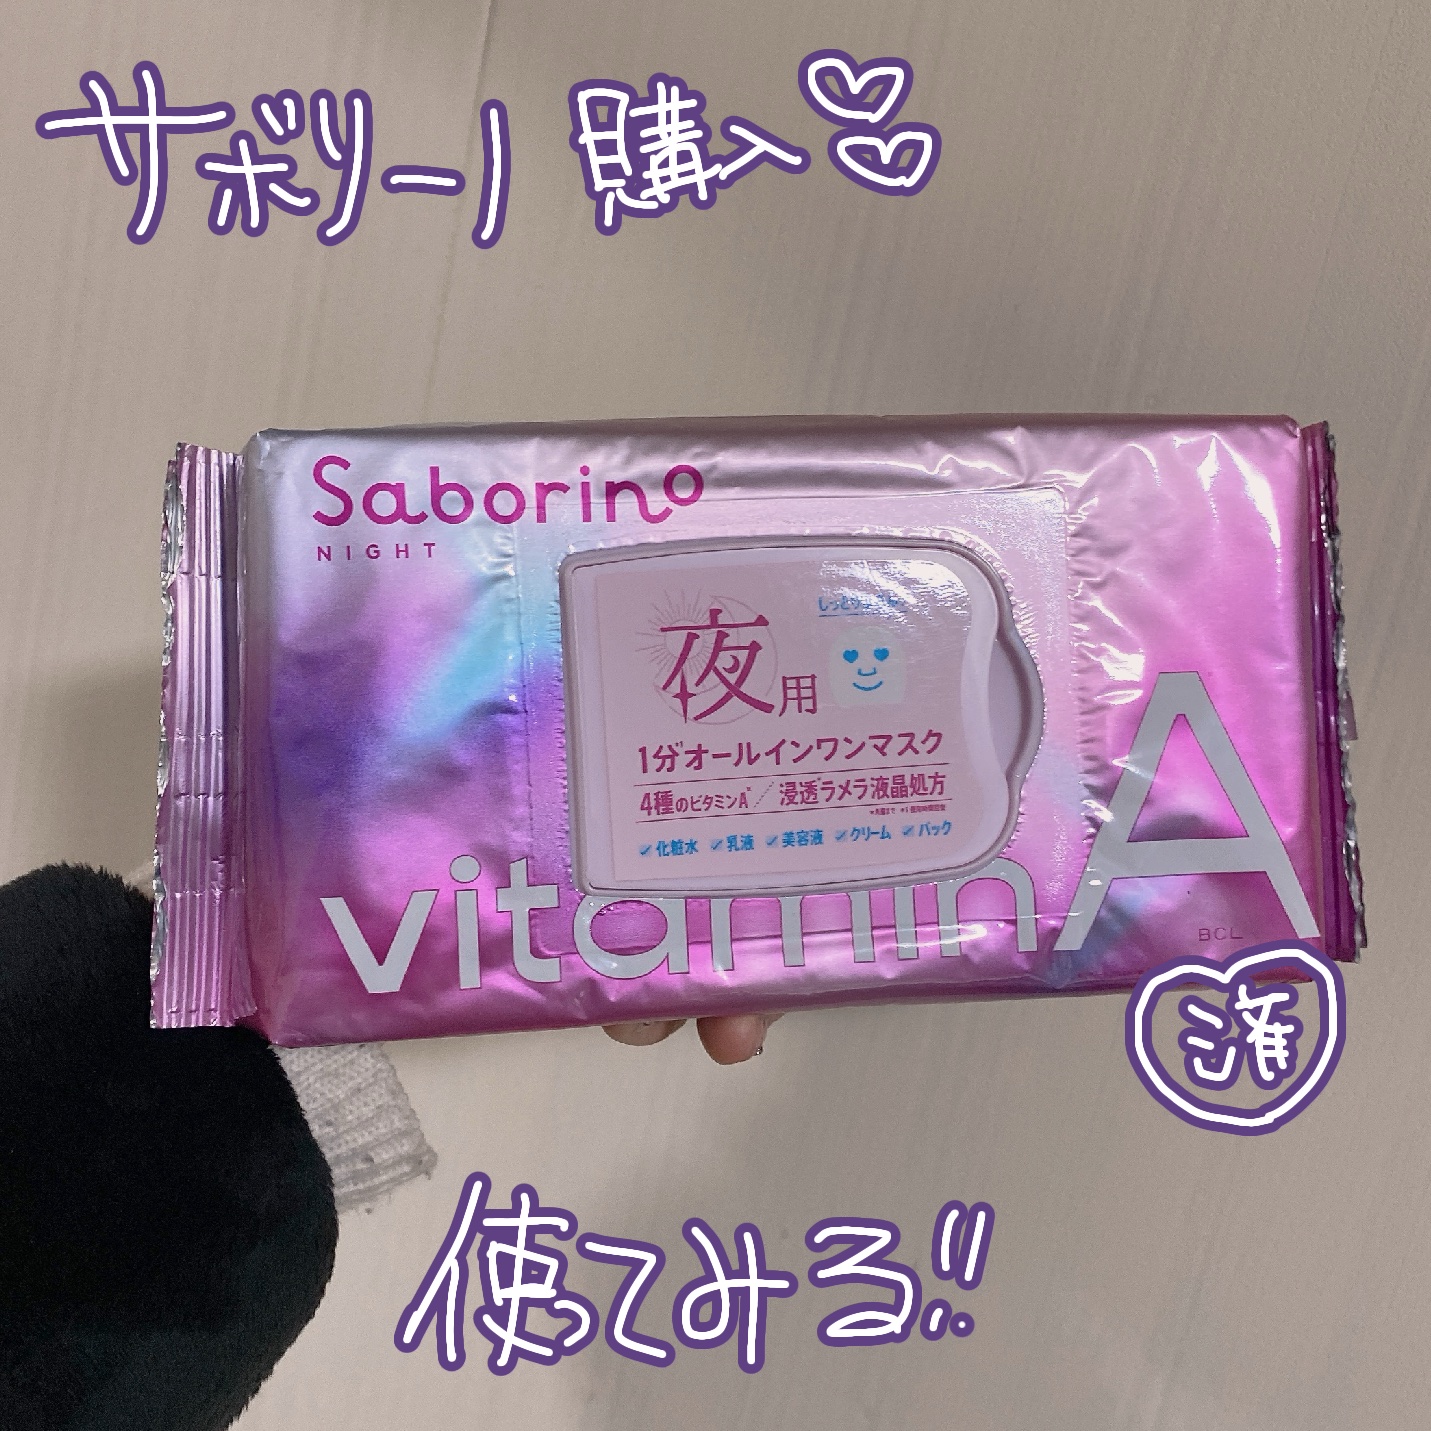 サボリーノ 購入♡♡
Saborino
NIGHT
夜用
1分*オールインワンマスク
4種のビタミンA* 浸透*ラメラ液晶処方
✓化粧水 ✓乳液 ✓美容液 ✓クリーム ✓パック
vitamin A
BCL
使ってみる!!